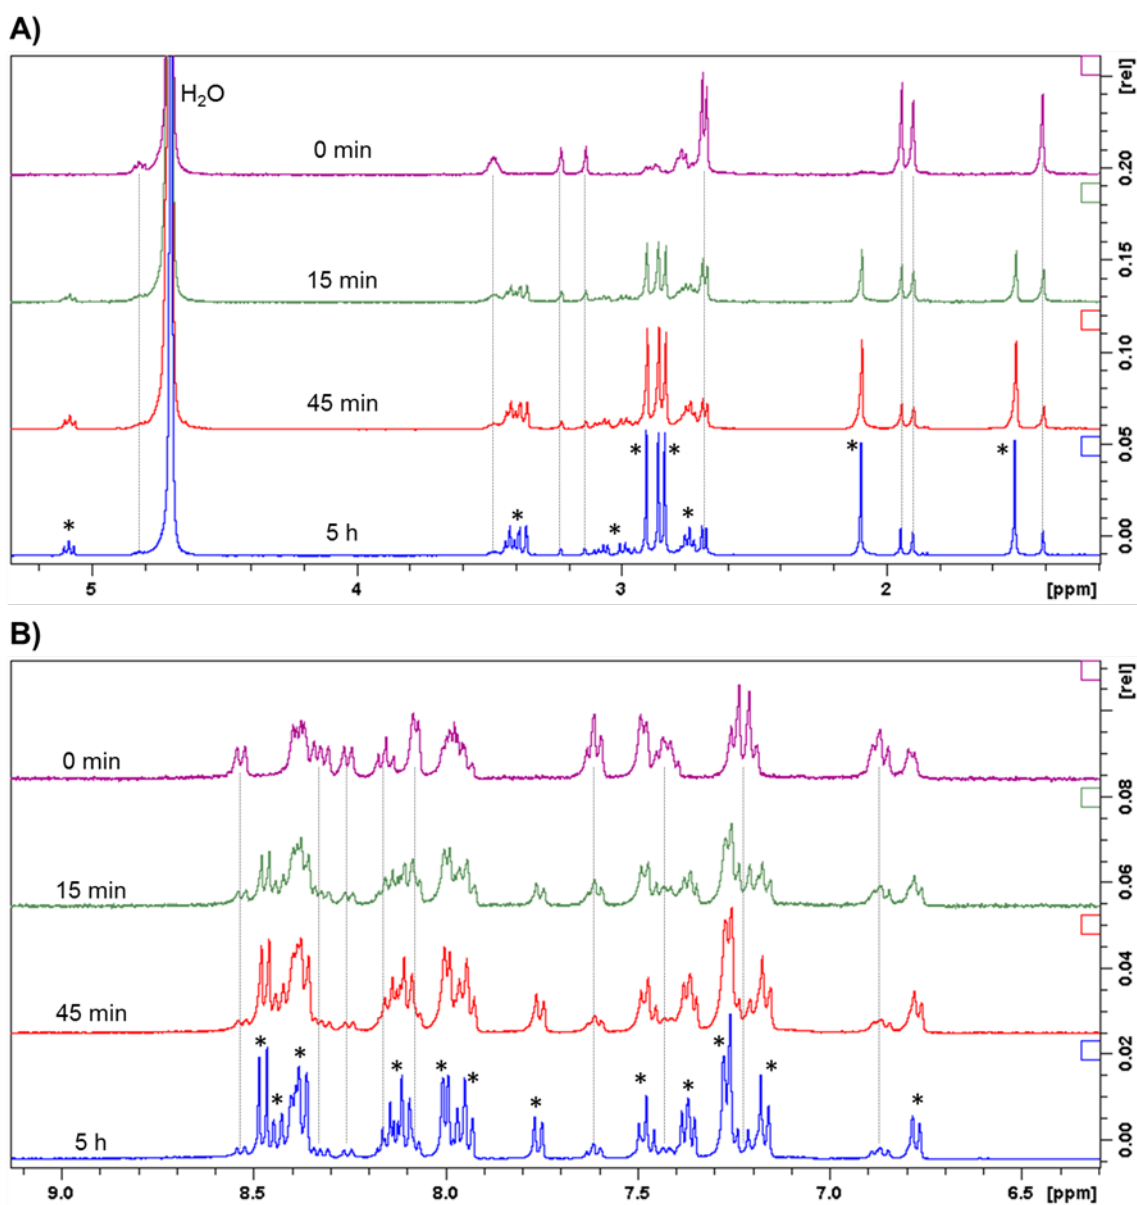 A)
H₂O
0 min
15 min
45 min
5 h
* * * * * * * *
[rel]
0.20
0.15
0.10
0.05
0.00
5 4 3 2 [ppm]
B)
0 min
15 min
45 min
5 h
* * * * * * * * * * * *
[rel]
0.08
0.06
0.04
0.02
0.00
9.0 8.5 8.0 7.5 7.0 6.5 [ppm]